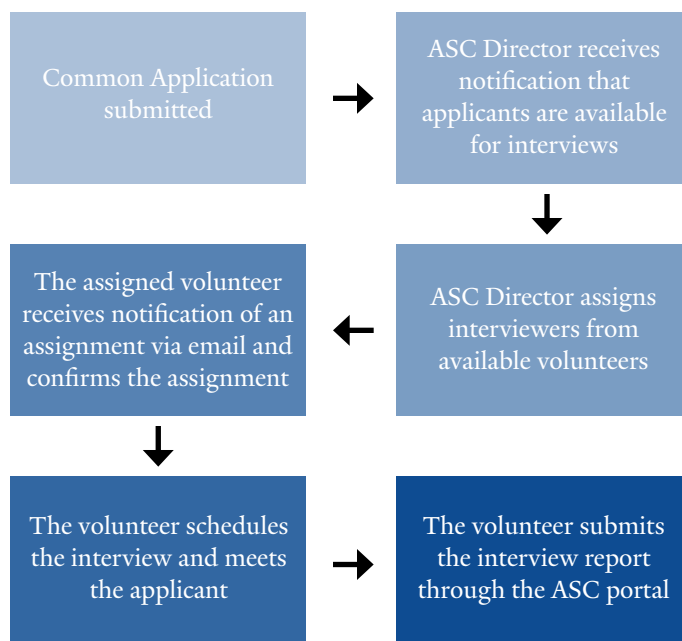 Common Application
submitted
ASC Director receives
notification that
applicants are available
for interviews
ASC Director assigns
interviewers from
available volunteers
The assigned volunteer
receives notification of an
assignment via email and
confirms the assignment
The volunteer schedules
the interview and meets
the applicant
The volunteer submits
the interview report
through the ASC portal